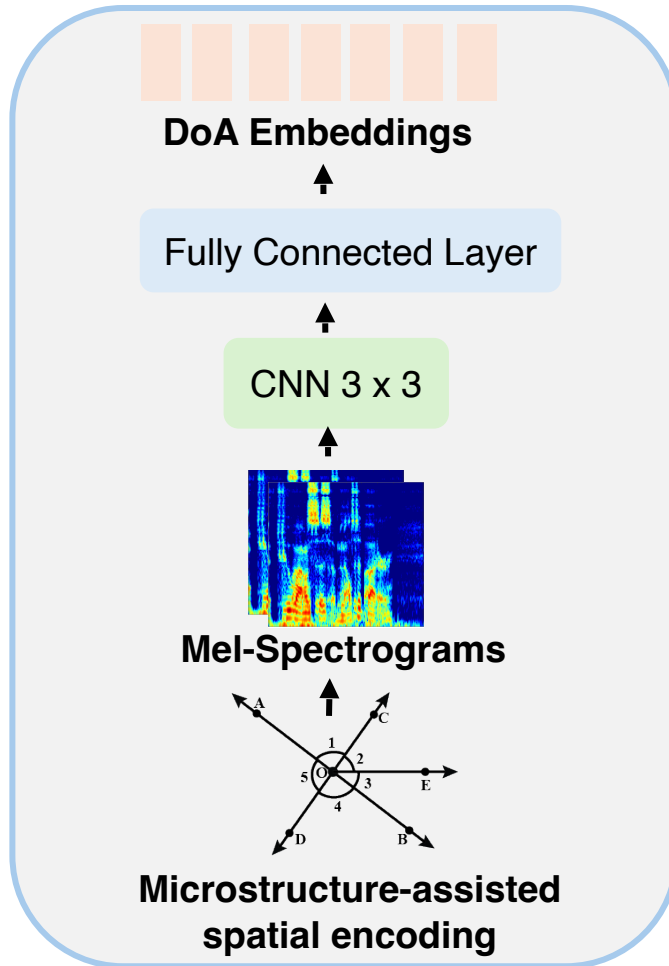 DoA Embeddings
Fully Connected Layer
CNN 3 x 3
Mel-Spectrograms
A
C
1
2
O
5
3
E
4
D
B
Microstructure-assisted
spatial encoding